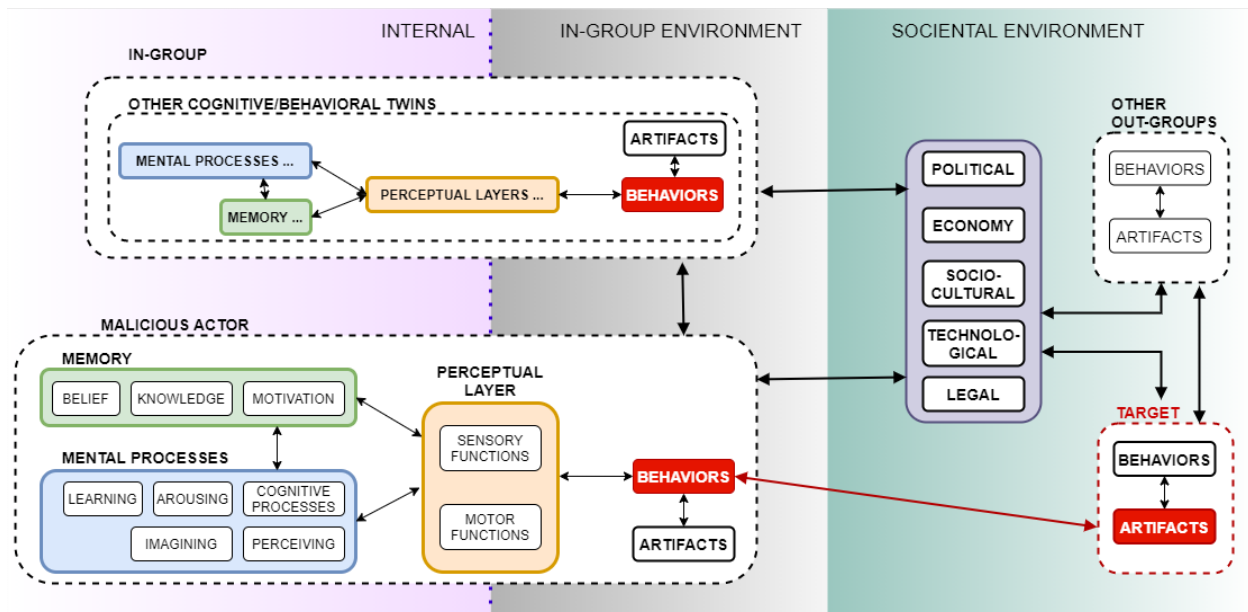 INTERNAL
IN-GROUP ENVIRONMENT
SOCIENTAL ENVIRONMENT
IN-GROUP
OTHER COGNITIVE/BEHAVIORAL TWINS
MENTAL PROCESSES ...
MEMORY ...
PERCEPTUAL LAYERS ...
ARTIFACTS
BEHAVIORS
POLITICAL
ECONOMY
SOCIO-
CULTURAL
TECHNOLO-
GICAL
LEGAL
OTHER
OUT-GROUPS
BEHAVIORS
ARTIFACTS
MALICIOUS ACTOR
MEMORY
BELIEF
KNOWLEDGE
MOTIVATION
MENTAL PROCESSES
LEARNING
AROUSING
COGNITIVE
PROCESSES
IMAGINING
PERCEIVING
PERCEPTUAL
LAYER
SENSORY
FUNCTIONS
MOTOR
FUNCTIONS
BEHAVIORS
ARTIFACTS
TARGET
BEHAVIORS
ARTIFACTS